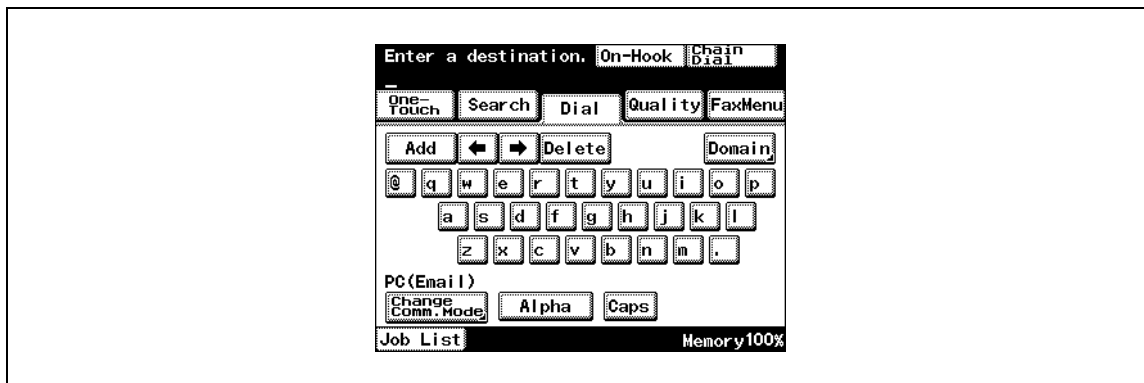 Enter a destination. On-Hook Chain Dial
One-Touch Search Dial Quality FaxMenu
Add ← → Delete Domain
@ q w e r t y u i o p
a s d f g h j k l
z x c v b n m .
PC(Email)
Change Comm.Mode Alpha Caps
Job List Memory100%